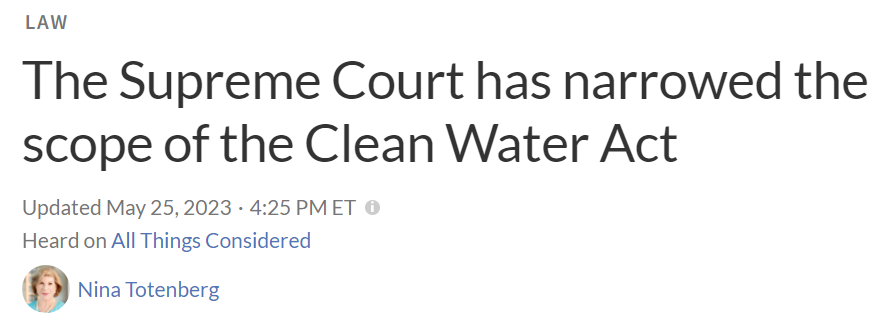 LAW
The Supreme Court has narrowed the
scope of the Clean Water Act
Updated May 25, 2023 · 4:25 PM ET
Heard on All Things Considered
Nina Totenberg